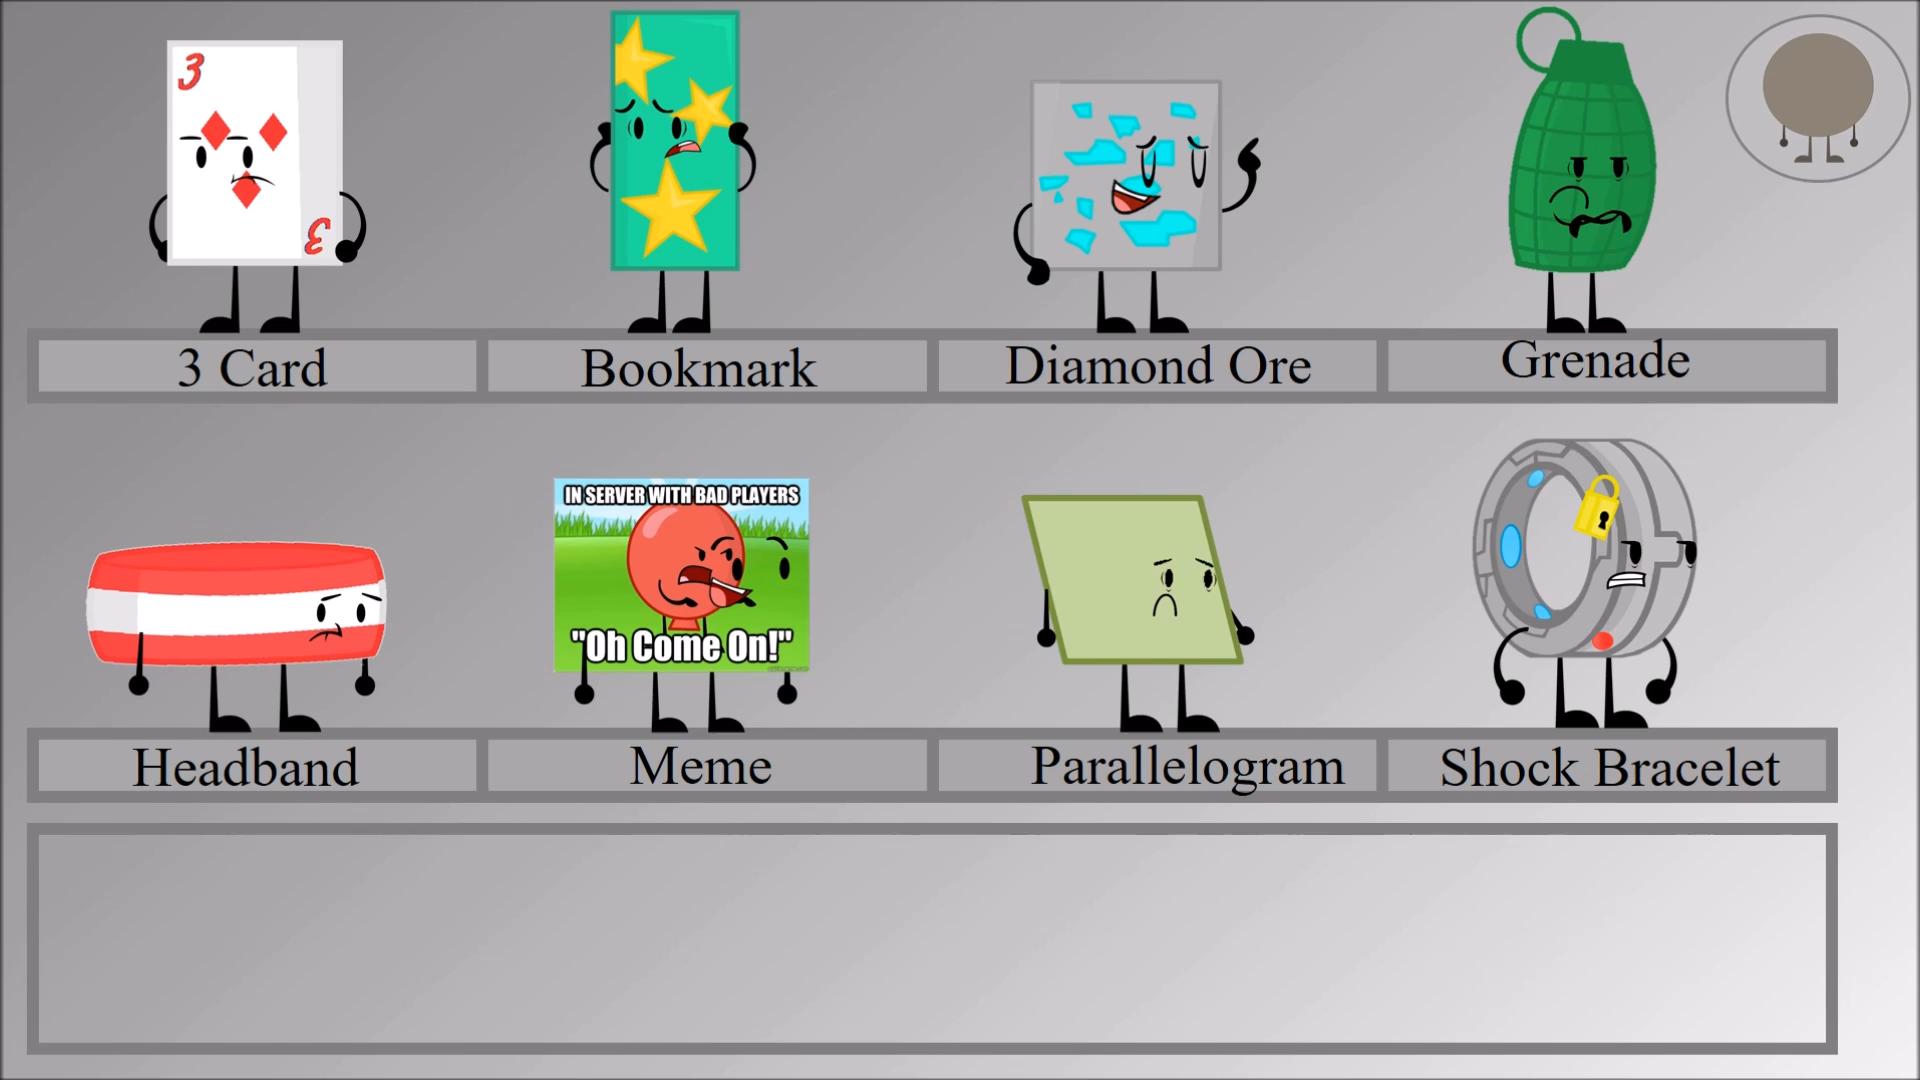 3
3
3 Card
Bookmark
Diamond Ore
Grenade
IN SERVER WITH BAD PLAYERS
"Oh Come On!"
Headband
Meme
Parallelogram
Shock Bracelet